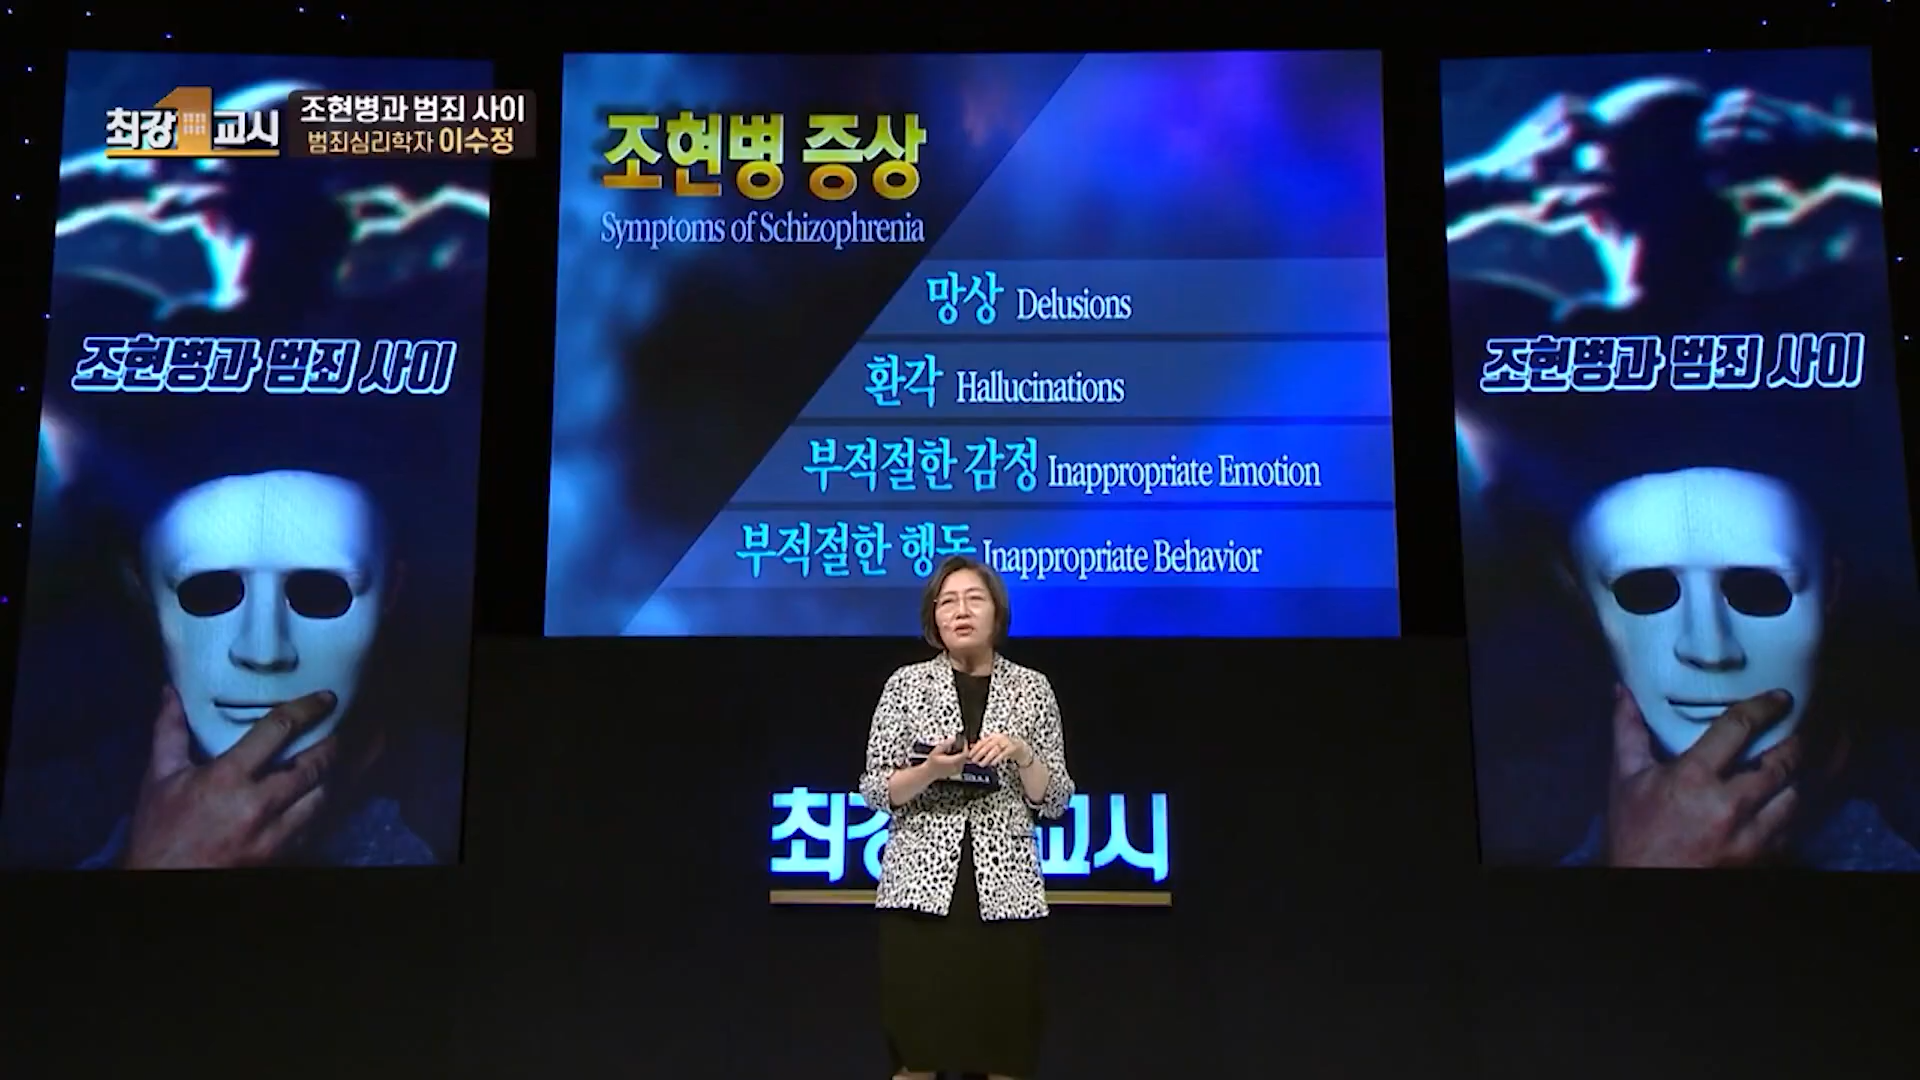 최강1교시
조현병과 범죄 사이
범죄심리학자 이수정
조현병 증상
Symptoms of Schizophrenia
망상 Delusions
환각 Hallucinations
부적절한 감정 Inappropriate Emotion
부적절한 행동 Inappropriate Behavior
조현병과 범죄 사이
조현병과 범죄 사이
최강 교시